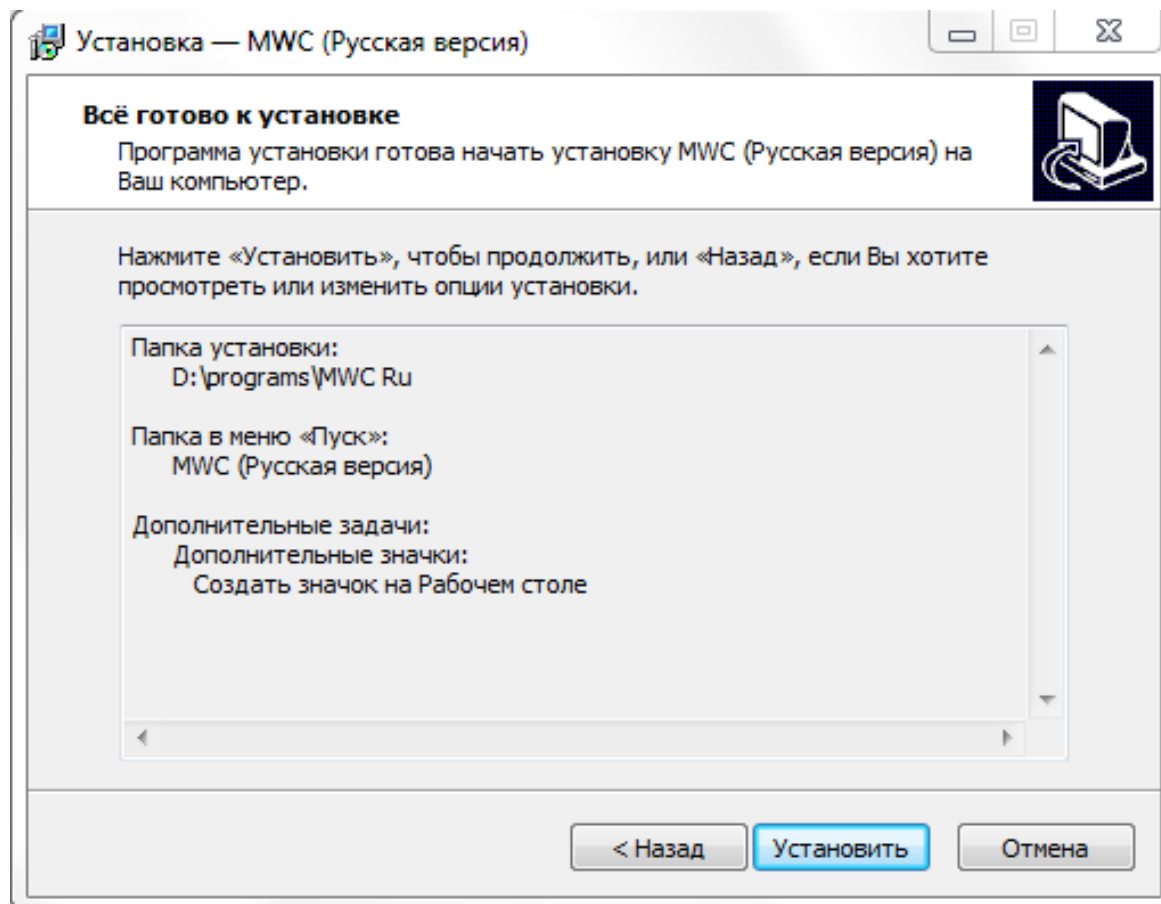 Установка — MWC (Русская версия)
Всё готово к установке
Программа установки готова начать установку MWC (Русская версия) на
Ваш компьютер.
Нажмите «Установить», чтобы продолжить, или «Назад», если Вы хотите
просмотреть или изменить опции установки.
Папка установки:
D:\programs\MWC Ru
Папка в меню «Пуск»:
MWC (Русская версия)
Дополнительные задачи:
Дополнительные значки:
Создать значок на Рабочем столе
< Назад
Установить
Отмена